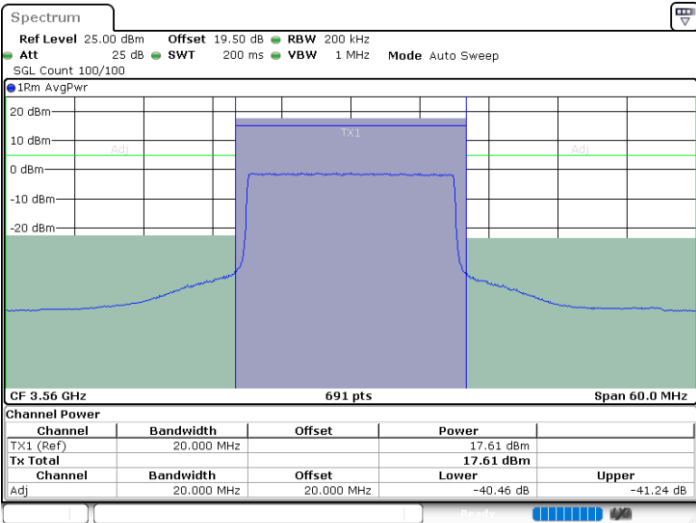 Spectrum
Ref Level 25.00 dBm Offset 19.50 dB RBW 200 kHz
Att 25 dB SWT 200 ms VBW 1 MHz Mode Auto Sweep
SGL Count 100/100
1Rm AvgPwr
20 dBm
TX1
10 dBm
Adj Adj
0 dBm
-10 dBm
-20 dBm
CF 3.56 GHz 691 pts Span 60.0 MHz
Channel Power
Channel Bandwidth Offset Power
TX1 (Ref) 20.000 MHz 17.61 dBm
Tx Total 17.61 dBm
Channel Bandwidth Offset Lower Upper
Adj 20.000 MHz 20.000 MHz -40.46 dB -41.24 dB
Ready